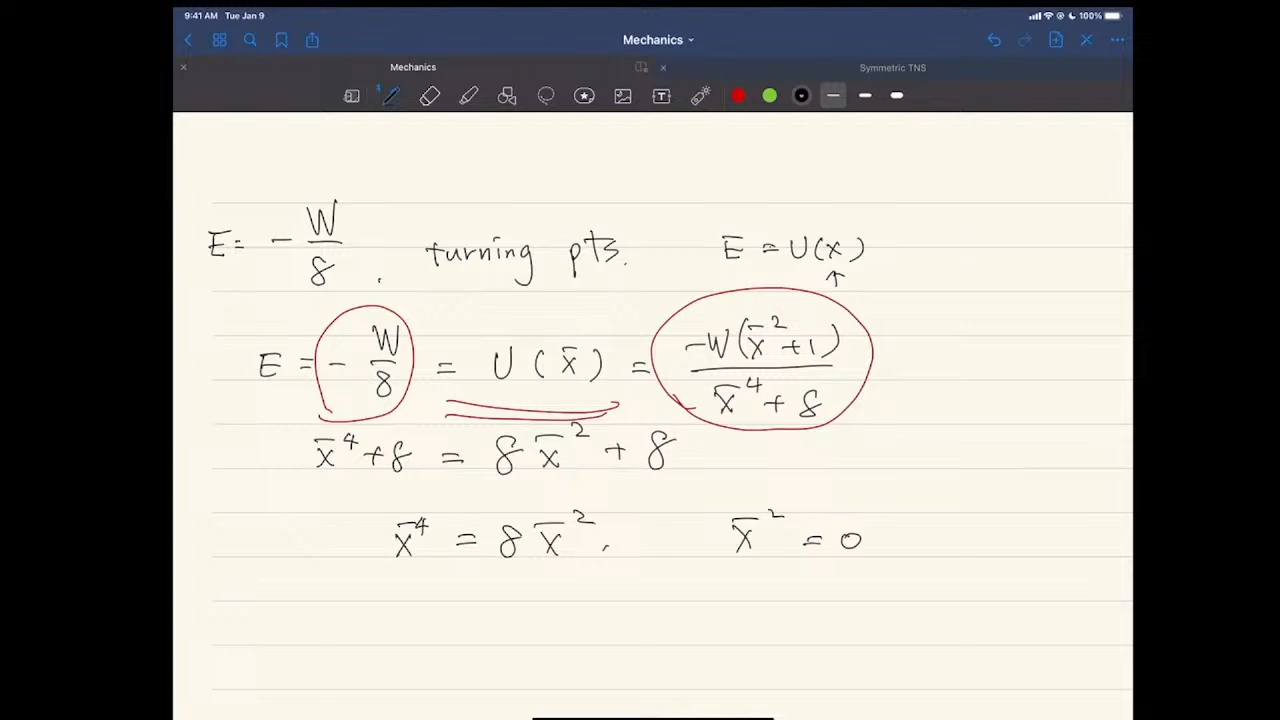 9:41 AM Tue Jan 9
100%
Mechanics
Mechanics
Symmetric TNS
E = - W/8 . turning pts. E = U(x)
↑
E = - W/8 = U(x̄) = -W(x̄²+1)/(x̄⁴+8)
x̄⁴+8 = 8x̄² + 8
x̄⁴ = 8x̄². x̄² = 0